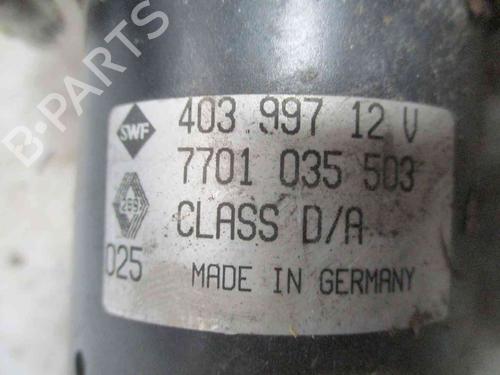 B-PARTS
SWF
403 997 12 V
7701 035 503
CLASS D/A
025
MADE IN GERMANY